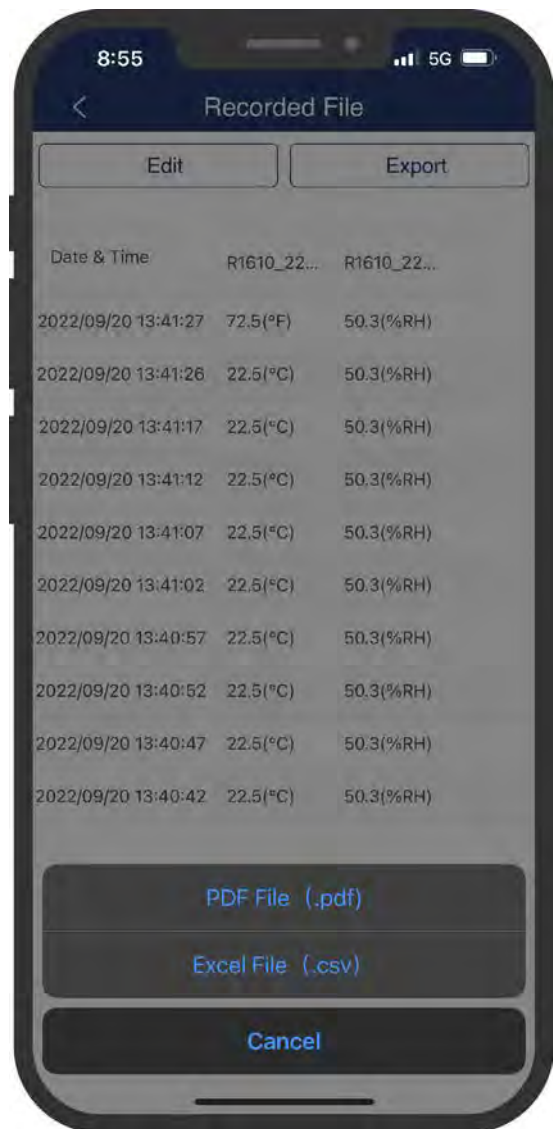 8:55 5G
Recorded File
Edit Export
Date & Time R1610_22... R1610_22...
2022/09/20 13:41:27 72.5(°F) 50.3(%RH)
2022/09/20 13:41:26 22.5(°C) 50.3(%RH)
2022/09/20 13:41:17 22.5(°C) 50.3(%RH)
2022/09/20 13:41:12 22.5(°C) 50.3(%RH)
2022/09/20 13:41:07 22.5(°C) 50.3(%RH)
2022/09/20 13:41:02 22.5(°C) 50.3(%RH)
2022/09/20 13:40:57 22.5(°C) 50.3(%RH)
2022/09/20 13:40:52 22.5(°C) 50.3(%RH)
2022/09/20 13:40:47 22.5(°C) 50.3(%RH)
2022/09/20 13:40:42 22.5(°C) 50.3(%RH)
PDF File (.pdf)
Excel File (.csv)
Cancel